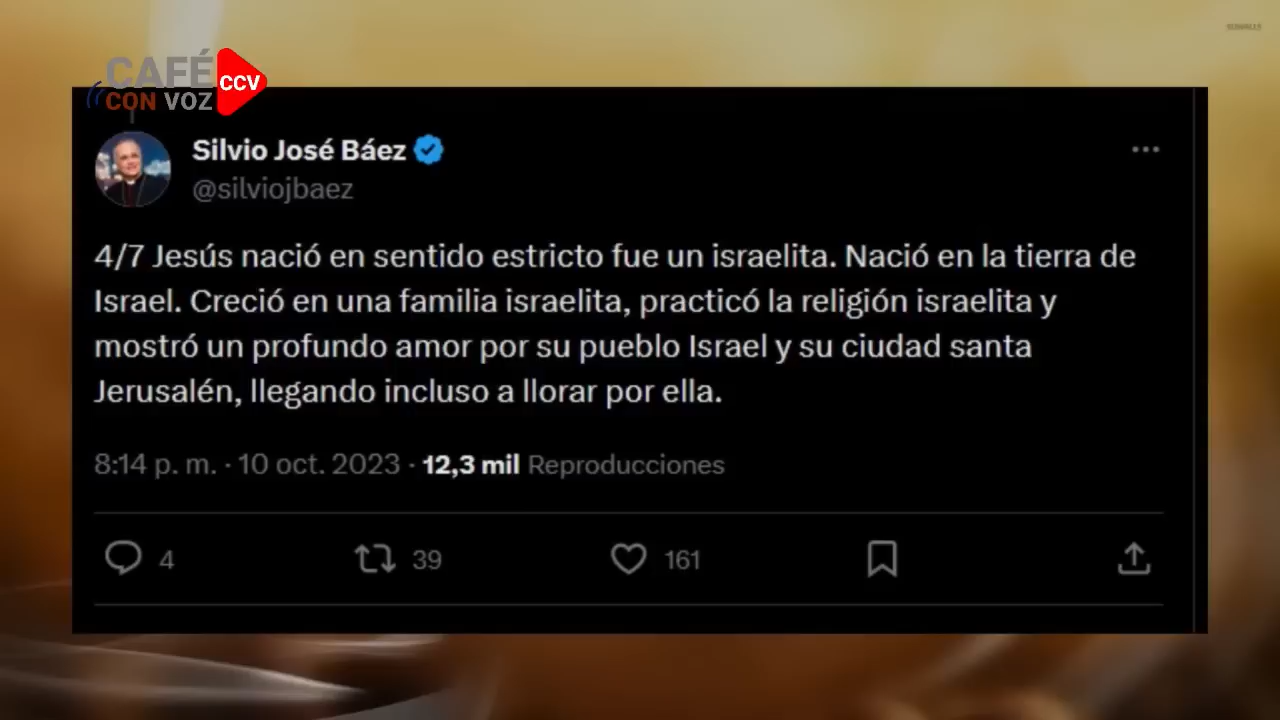 CAFÉ
CON VOZ
CCV
Silvio José Báez
@silviojbaez
4/7 Jesús nació en sentido estricto fue un israelita. Nació en la tierra de
Israel. Creció en una familia israelita, practicó la religión israelita y
mostró un profundo amor por su pueblo Israel y su ciudad santa
Jerusalén, llegando incluso a llorar por ella.
8:14 p. m. · 10 oct. 2023 · 12,3 mil Reproducciones
4 39 161